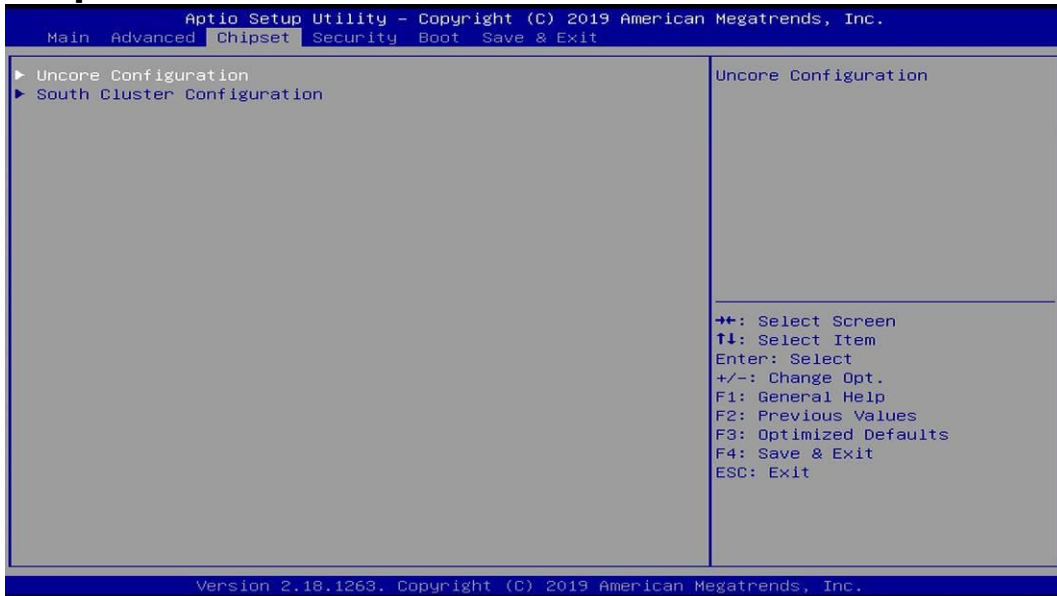 Aptio Setup Utility – Copyright (C) 2019 American Megatrends, Inc.
Main Advanced Chipset Security Boot Save & Exit
▶ Uncore Configuration
▶ South Cluster Configuration
Uncore Configuration
→←: Select Screen
↑↓: Select Item
Enter: Select
+/-: Change Opt.
F1: General Help
F2: Previous Values
F3: Optimized Defaults
F4: Save & Exit
ESC: Exit
Version 2.18.1263. Copyright (C) 2019 American Megatrends, Inc.